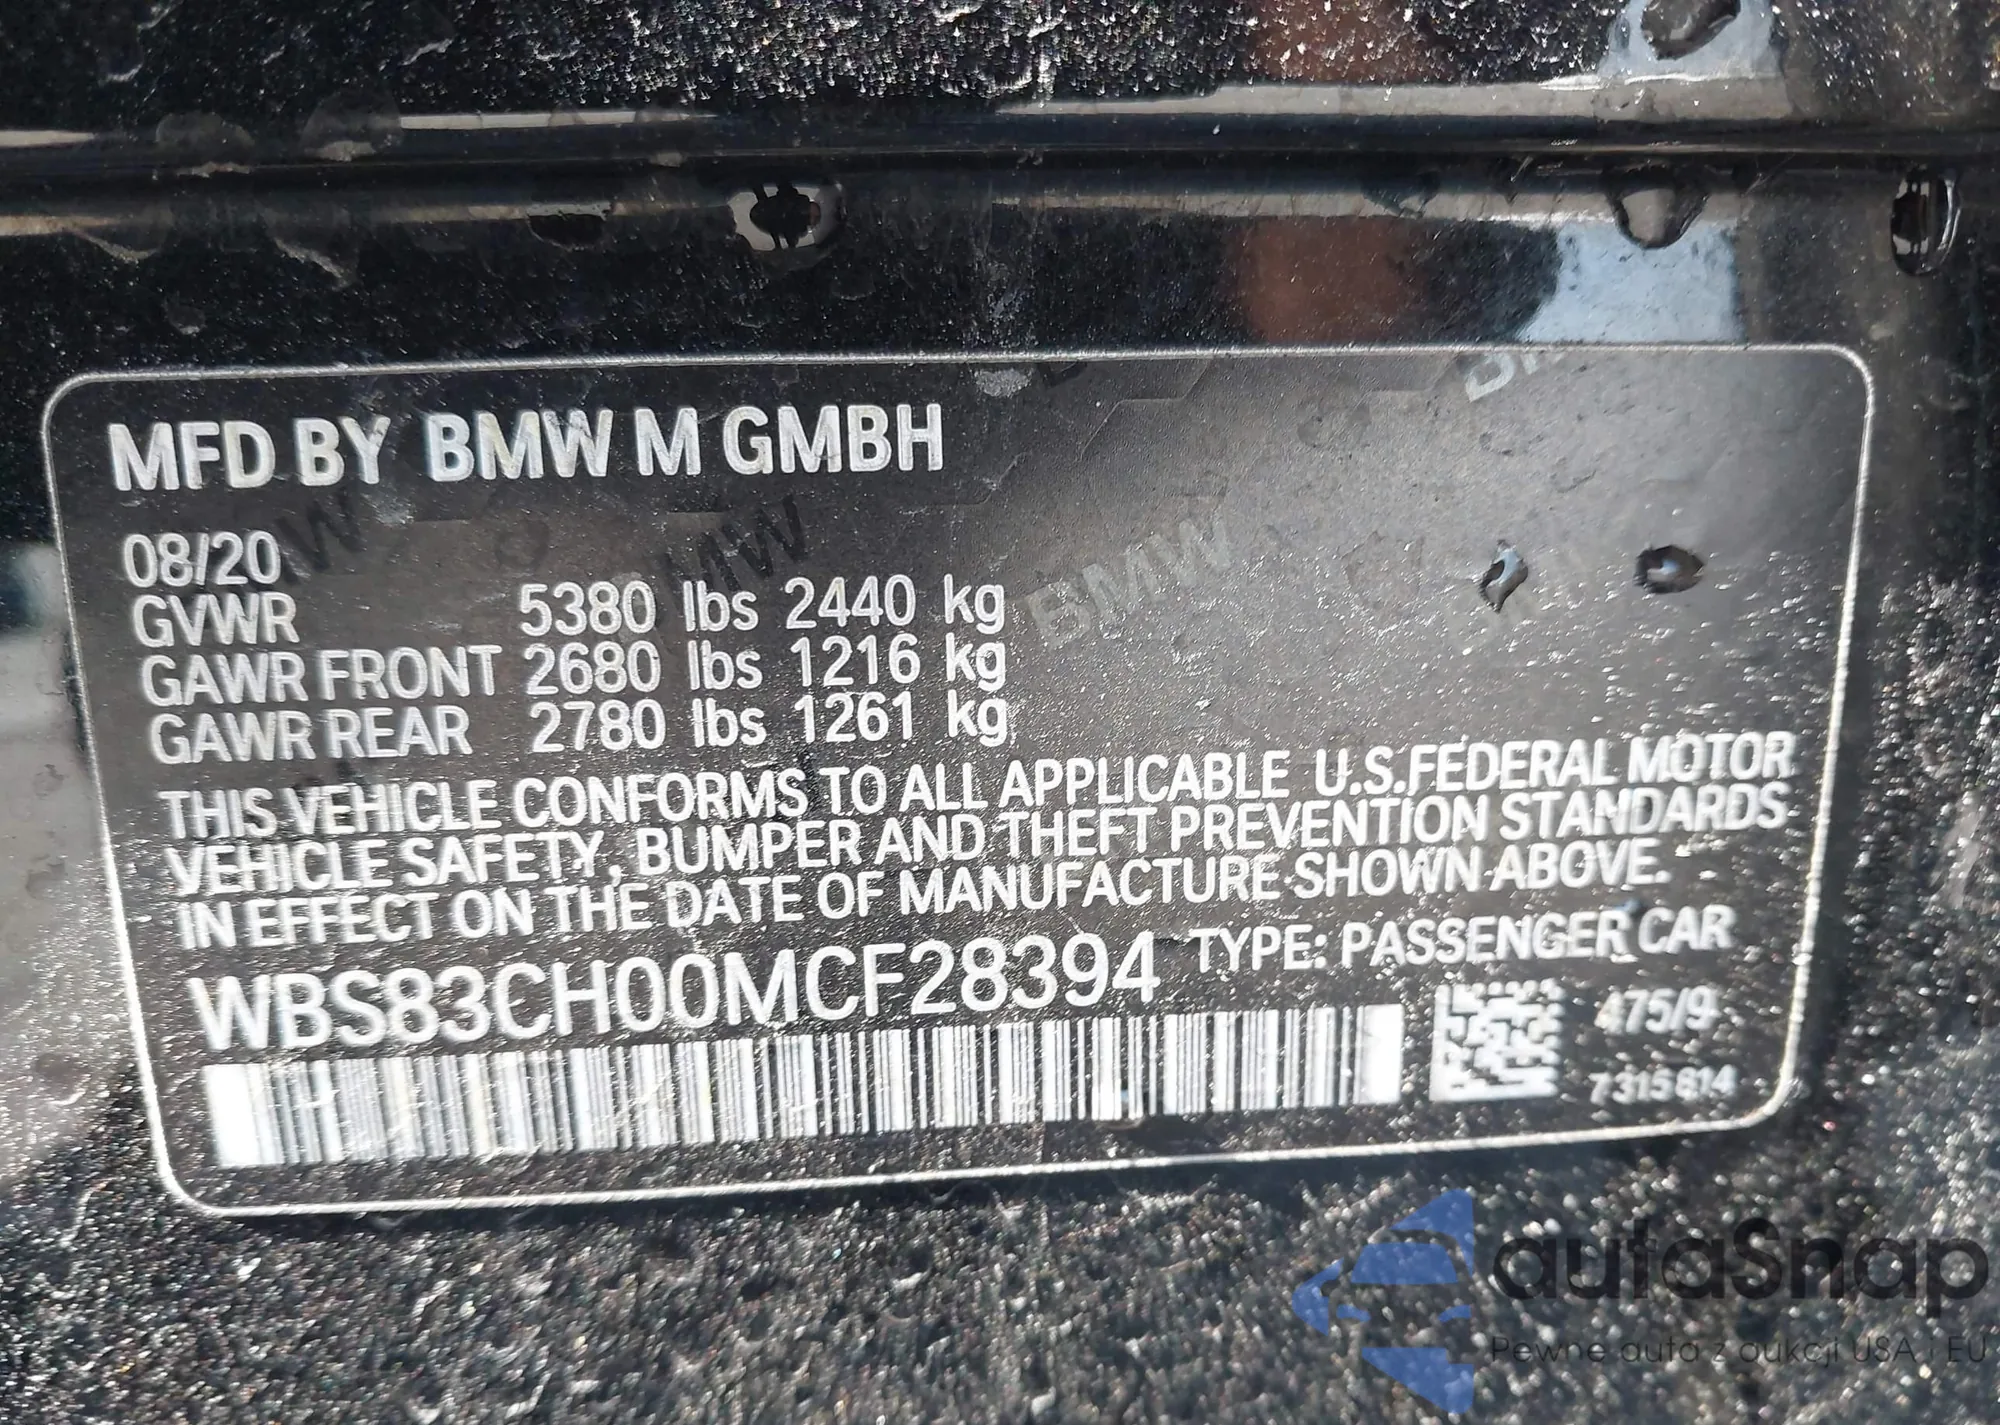 MFD BY BMW M GMBH
08/20
GVWR 5380 lbs 2440 kg
GAWR FRONT 2680 lbs 1216 kg
GAWR REAR 2780 lbs 1261 kg
THIS VEHICLE CONFORMS TO ALL APPLICABLE U.S.FEDERAL MOTOR
VEHICLE SAFETY, BUMPER AND THEFT PREVENTION STANDARDS
IN EFFECT ON THE DATE OF MANUFACTURE SHOWN ABOVE.
WBS83CH00MCF28394 TYPE: PASSENGER CAR
475/9
7315814
BMW
autaSnap
Pewne auta z aukcji USA i EU